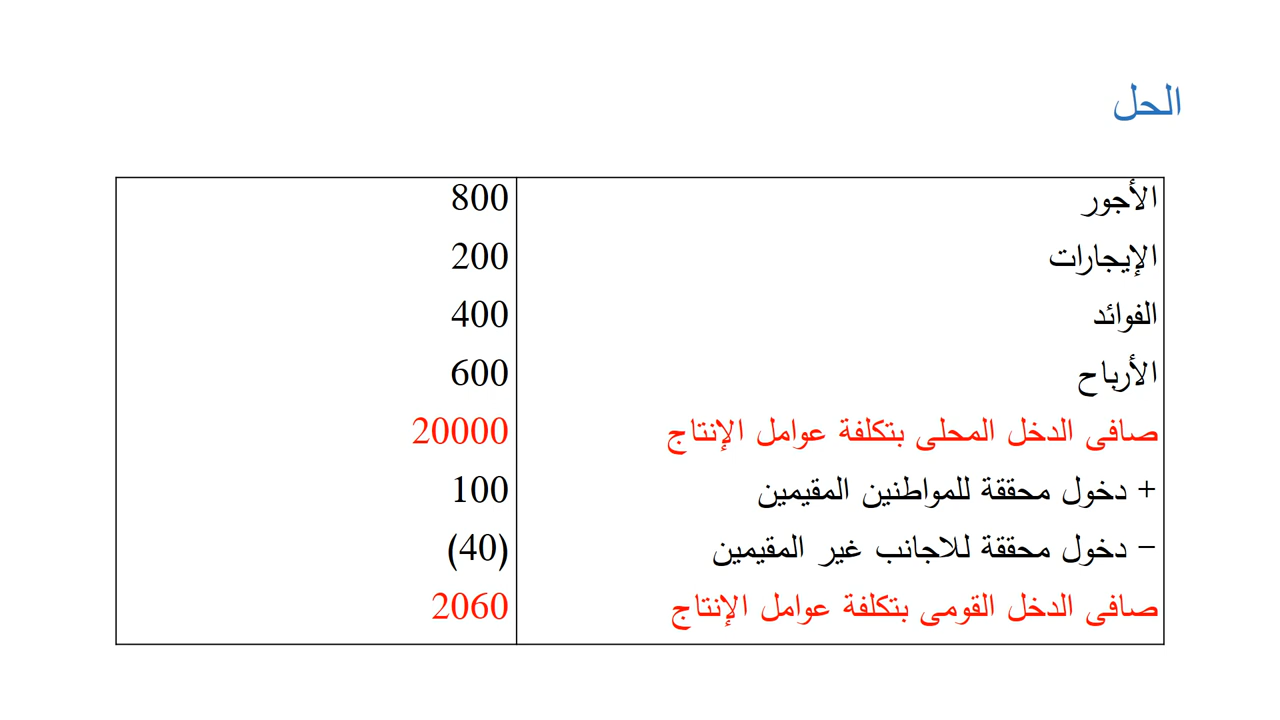 الحل
الأجور 800
الإيجارات 200
الفوائد 400
الأرباح 600
صافى الدخل المحلى بتكلفة عوامل الإنتاج 20000
+ دخول محققة للمواطنين المقيمين 100
– دخول محققة للاجانب غير المقيمين (40)
صافى الدخل القومى بتكلفة عوامل الإنتاج 2060